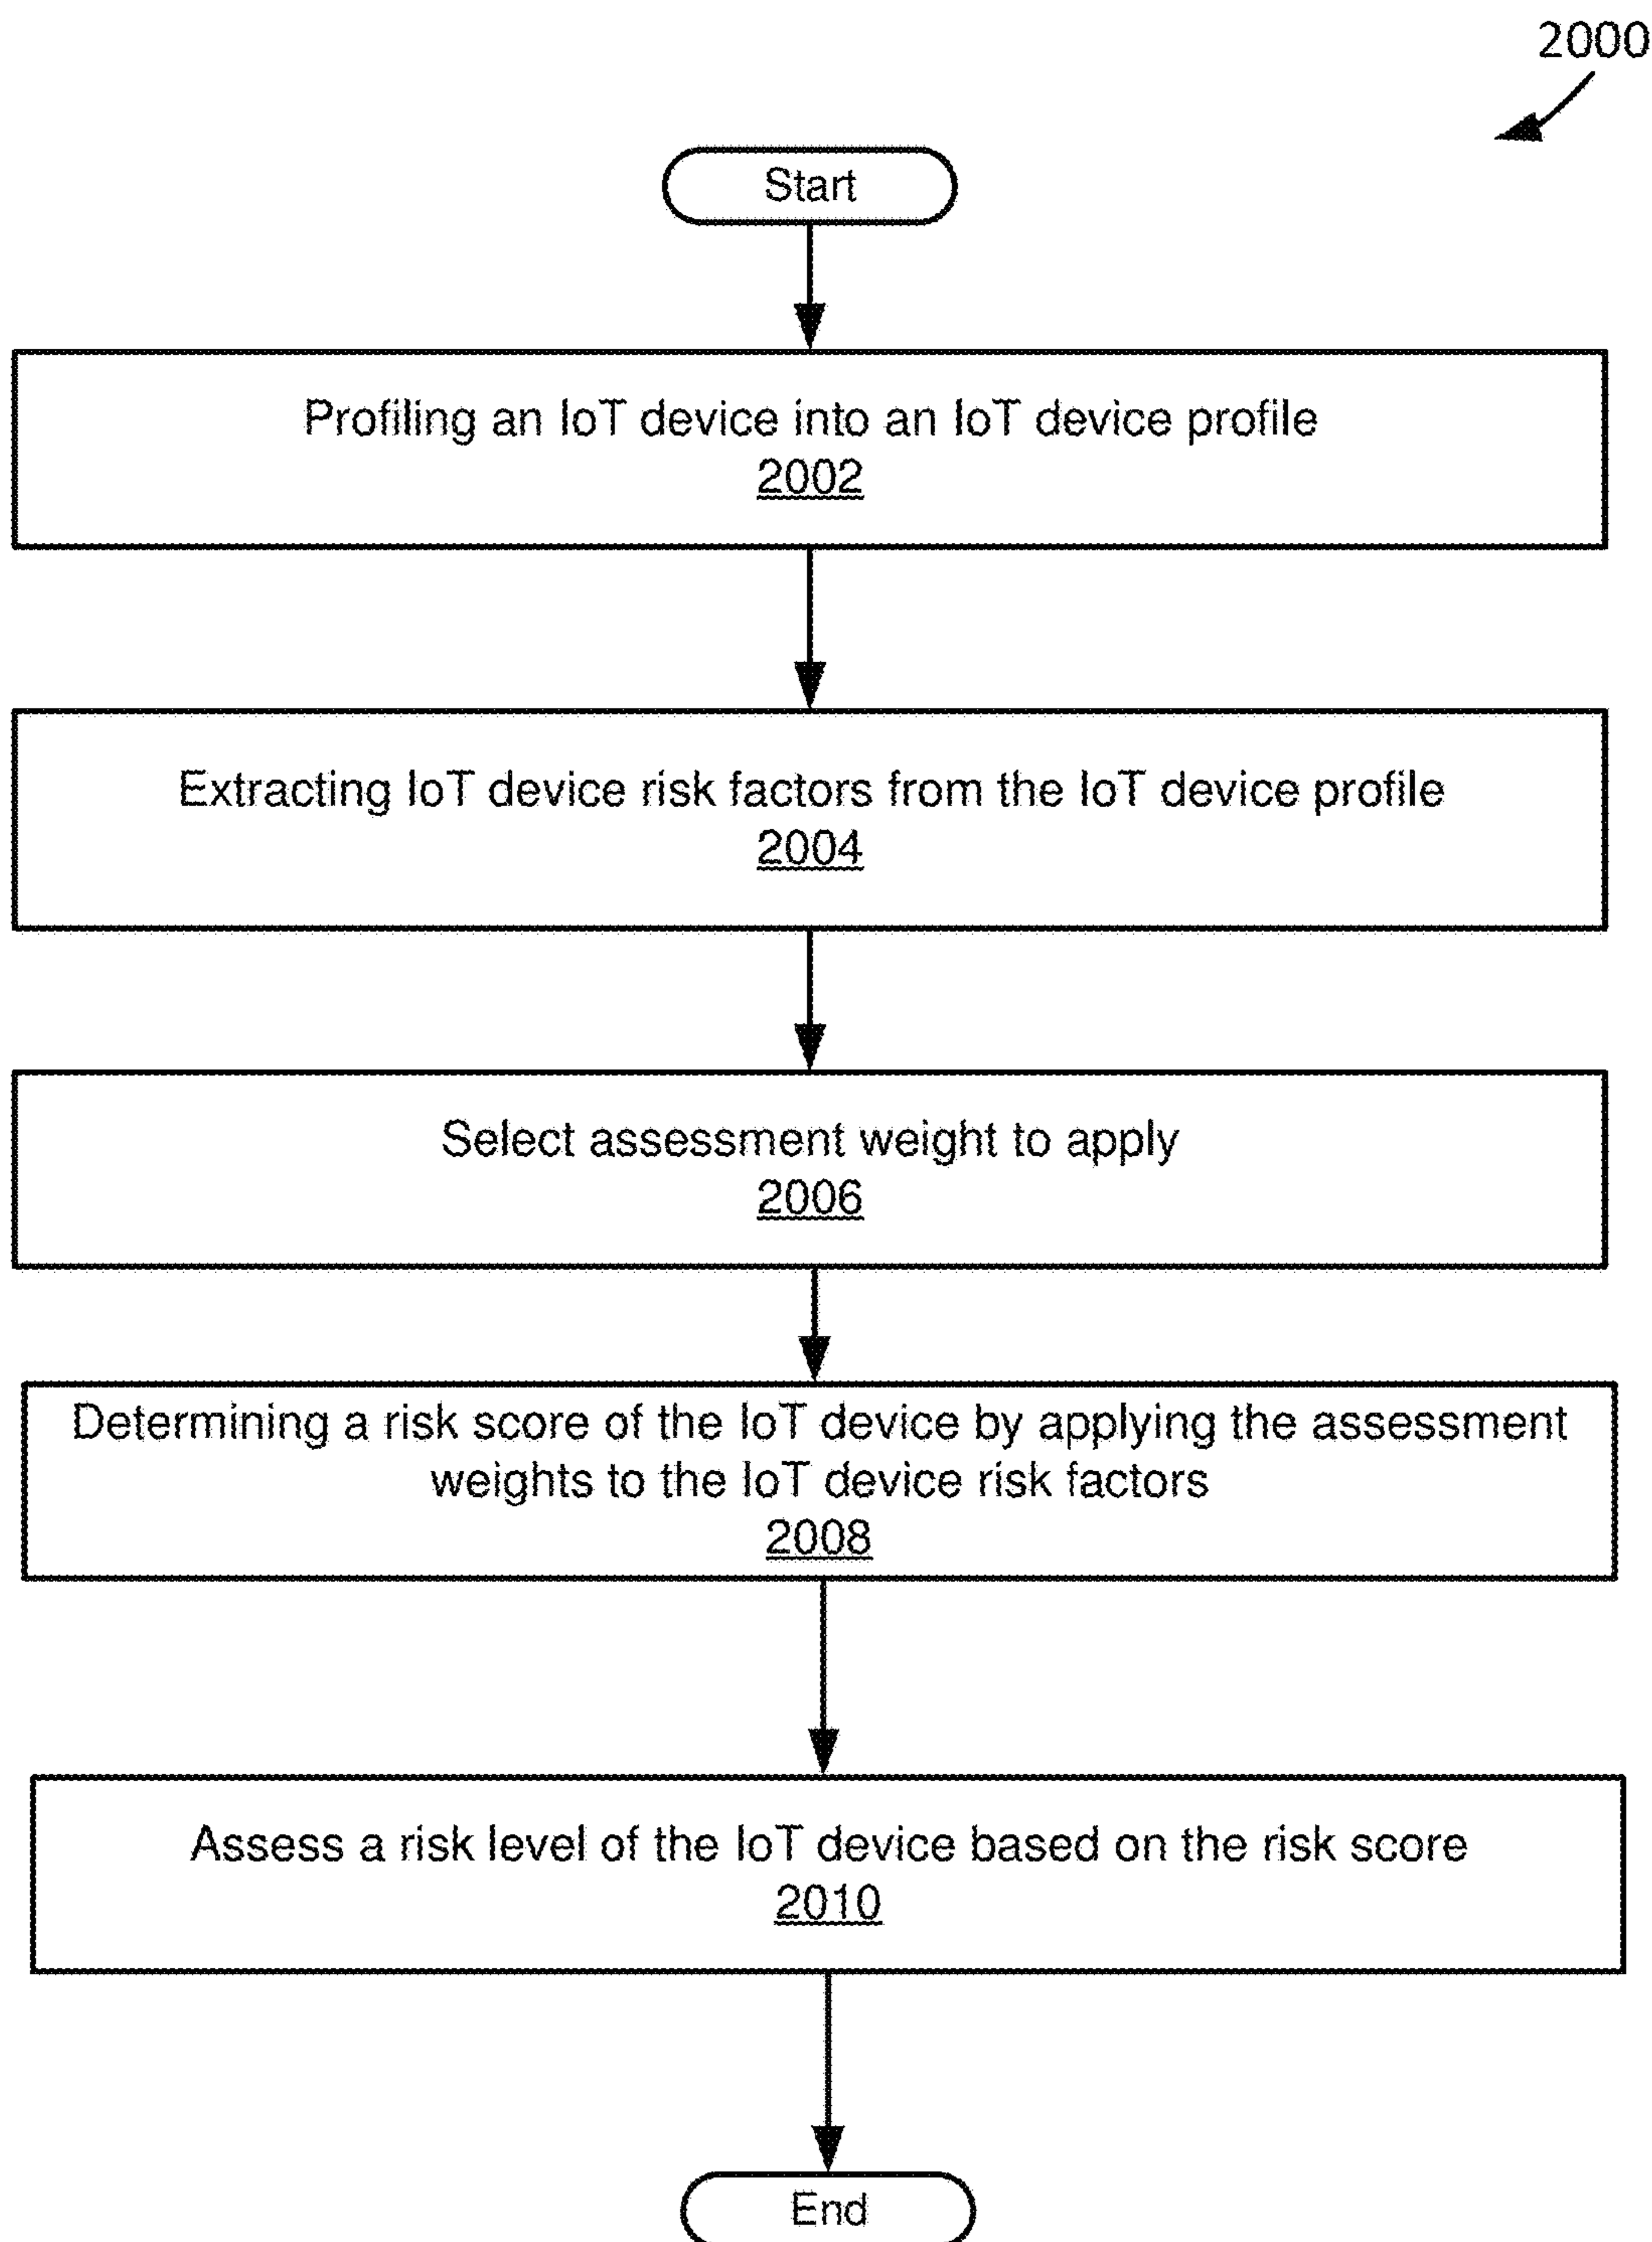 2000
Start
Profiling an IoT device into an IoT device profile
2002
Extracting IoT device risk factors from the IoT device profile
2004
Select assessment weight to apply
2006
Determining a risk score of the IoT device by applying the assessment
weights to the IoT device risk factors
2008
Assess a risk level of the IoT device based on the risk score
2010
End